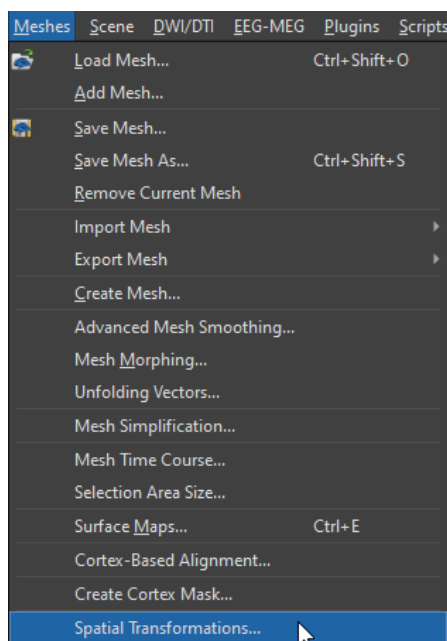 Meshes Scene DWI/DTI EEG-MEG Plugins Scripts
Load Mesh... Ctrl+Shift+O
Add Mesh...
Save Mesh...
Save Mesh As... Ctrl+Shift+S
Remove Current Mesh
Import Mesh
Export Mesh
Create Mesh...
Advanced Mesh Smoothing...
Mesh Morphing...
Unfolding Vectors...
Mesh Simplification...
Mesh Time Course...
Selection Area Size...
Surface Maps... Ctrl+E
Cortex-Based Alignment...
Create Cortex Mask...
Spatial Transformations...